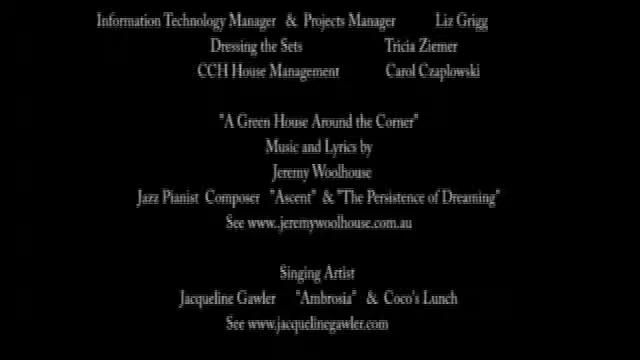 Information Technology Manager & Projects Manager Liz Grigg
Dressing the Sets Tricia Ziemer
CCH House Management Carol Czaplowski
"A Green House Around the Corner"
Music and Lyrics by
Jeremy Woolhouse
Jazz Pianist Composer "Ascent" & "The Persistence of Dreaming"
See www..jeremywoolhouse.com.au
Singing Artist
Jacqueline Gawler "Ambrosia" & Coco's Lunch
See www.jacquelinegawler.com